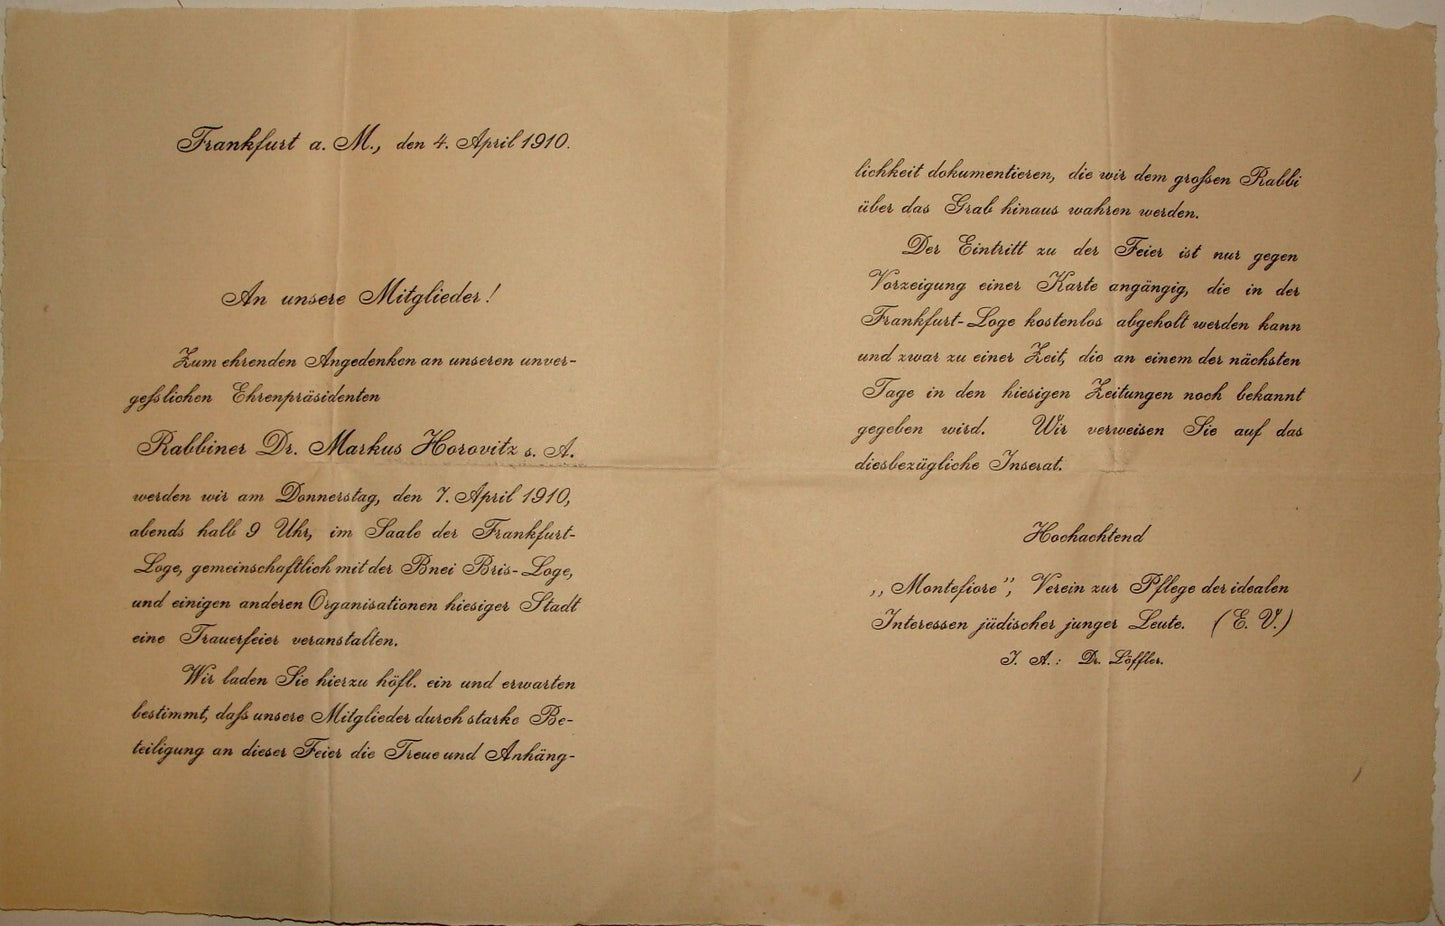 Frankfurt a. M., den 4. April 1910.
An unsere Mitglieder!
Zum ehrenden Angedenken an unseren unver-
geßlichen Ehrenpräsidenten
Rabbiner Dr. Markus Horovitz s. A.
werden wir am Donnerstag, den 7. April 1910,
abends halb 9 Uhr, im Saale der Frankfurt-
Loge, gemeinschaftlich mit der Bnei Bris-Loge,
und einigen anderen Organisationen hiesiger Stadt
eine Trauerfeier veranstalten.
Wir laden Sie hierzu höfl. ein und erwarten
bestimmt, daß unsere Mitglieder durch starke Be-
teiligung an dieser Feier die Treue und Anhäng-
lichkeit dokumentieren, die wir dem großen Rabbi
über das Grab hinaus wahren werden.
Der Eintritt zu der Feier ist nur gegen
Vorzeigung einer Karte angängig, die in der
Frankfurt-Loge kostenlos abgeholt werden kann
und zwar zu einer Zeit, die an einem der nächsten
Tage in den hiesigen Zeitungen noch bekannt
gegeben wird. Wir verweisen Sie auf das
diesbezügliche Inserat.
Hochachtend
„Montefiore", Verein zur Pflege der idealen
Interessen jüdischer junger Leute. (E. V.)
I. A.: Dr. Löffler.